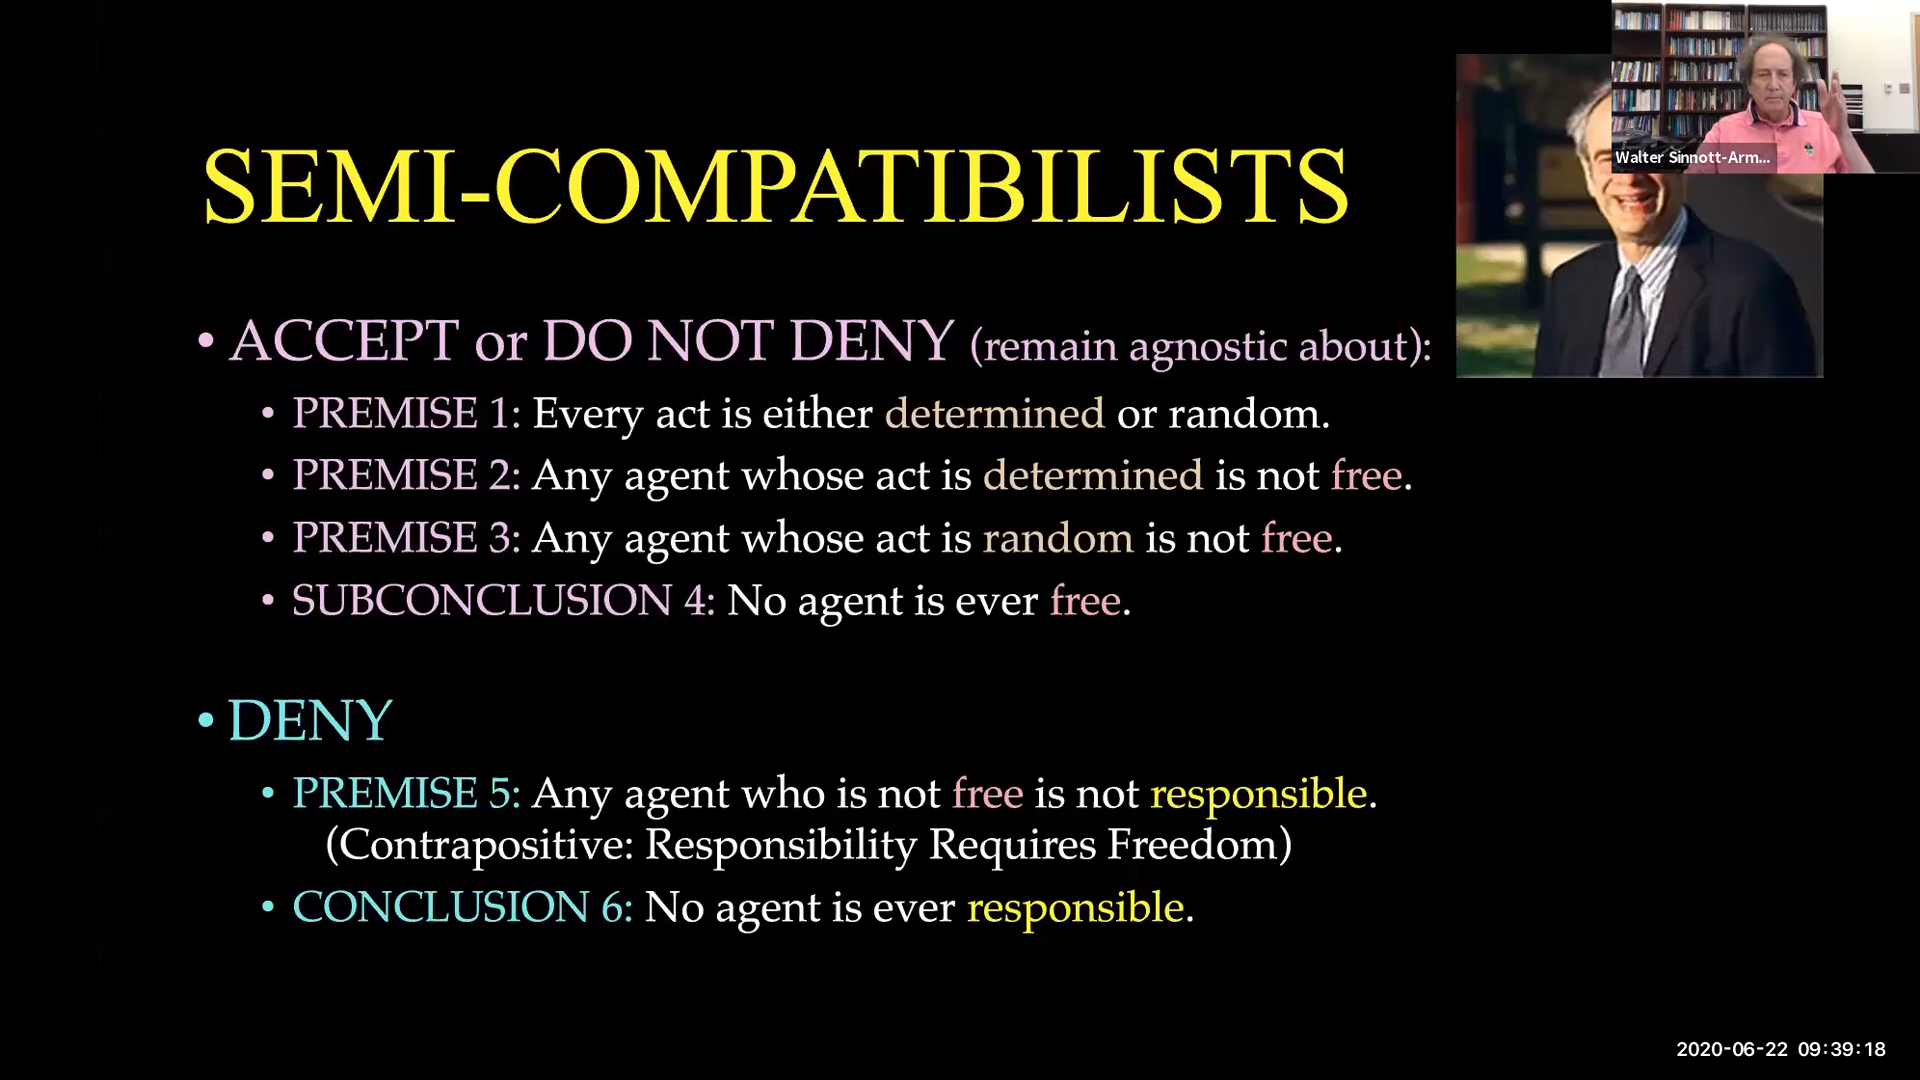 Walter Sinnott-Arm...
SEMI-COMPATIBILISTS
• ACCEPT or DO NOT DENY (remain agnostic about):
• PREMISE 1: Every act is either determined or random.
• PREMISE 2: Any agent whose act is determined is not free.
• PREMISE 3: Any agent whose act is random is not free.
• SUBCONCLUSION 4: No agent is ever free.
• DENY
• PREMISE 5: Any agent who is not free is not responsible.
(Contrapositive: Responsibility Requires Freedom)
• CONCLUSION 6: No agent is ever responsible.
2020-06-22 09:39:18